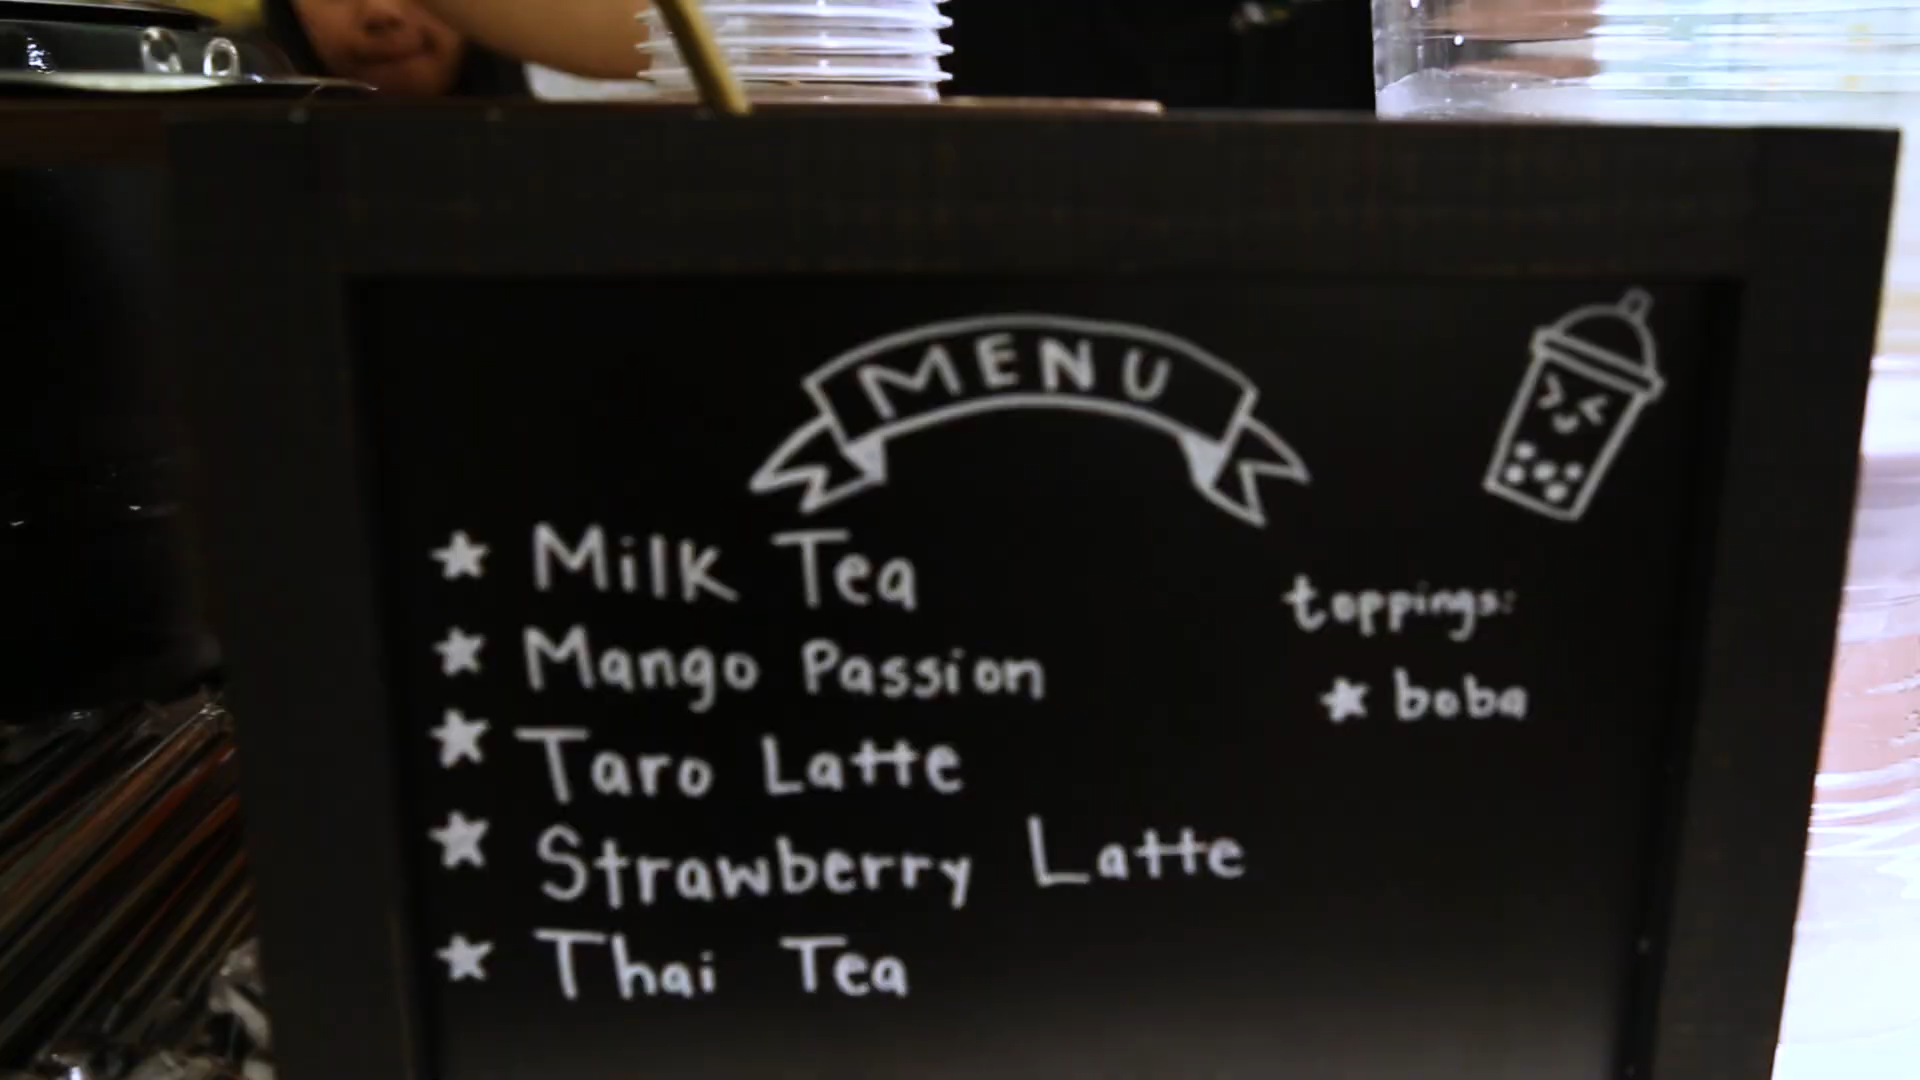 MENU
Milk Tea
Mango Passion
Taro Latte
Strawberry Latte
Thai Tea
toppings:
boba